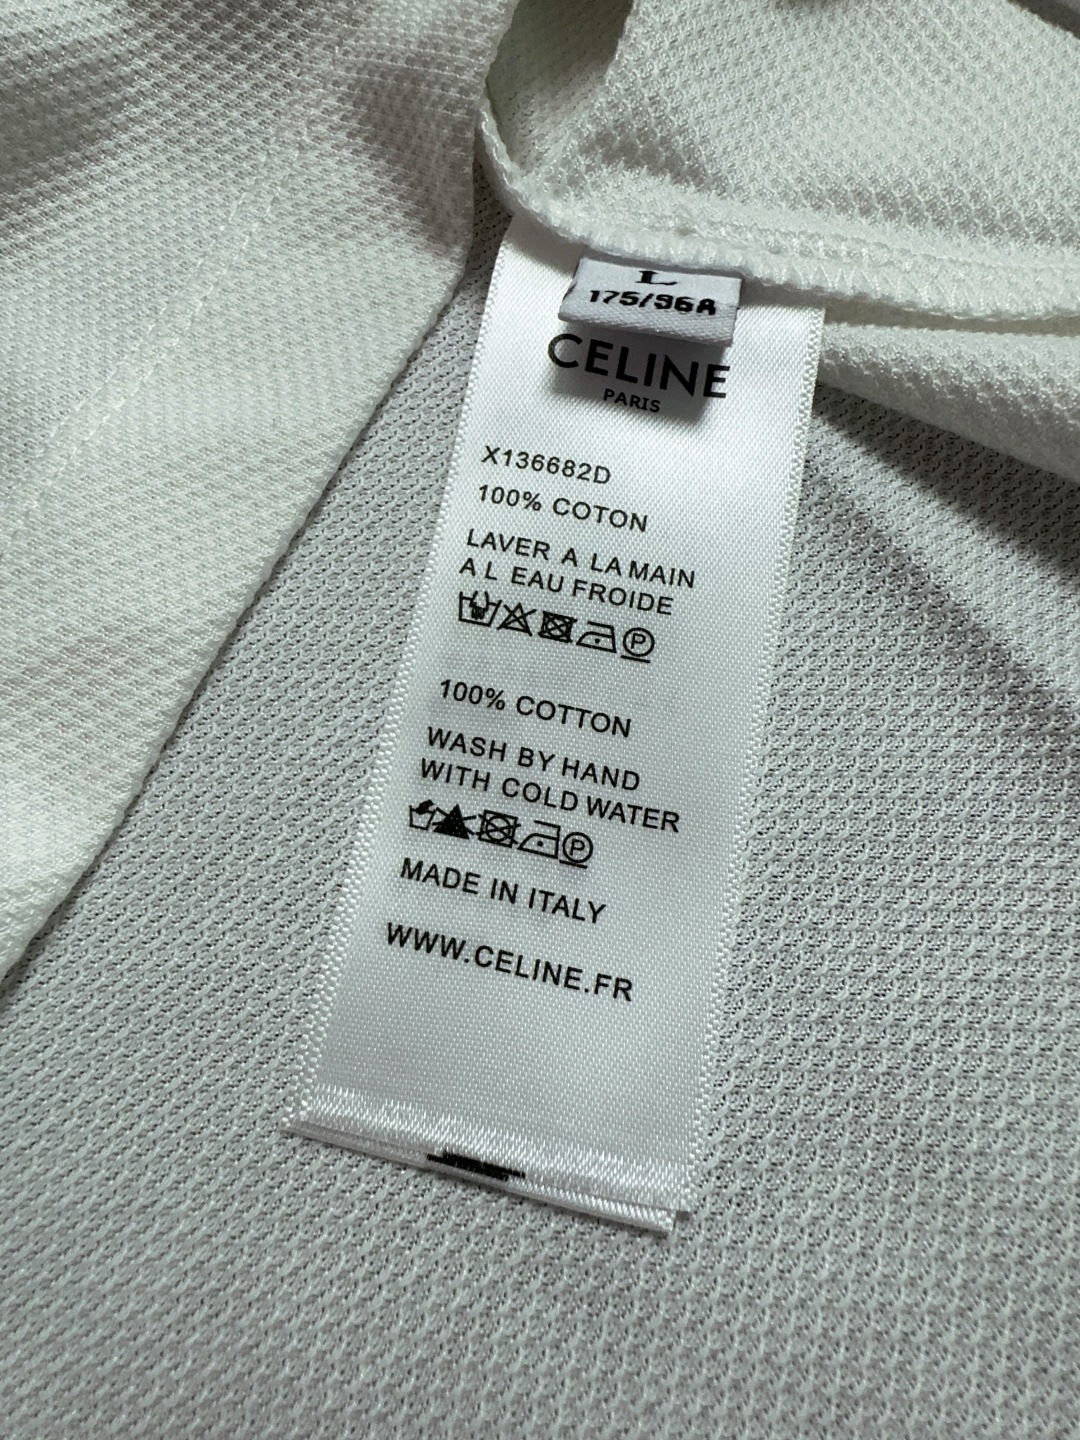 L
175/96A
CELINE
PARIS
X136682D
100% COTON
LAVER A LA MAIN
A L EAU FROIDE
P
100% COTTON
WASH BY HAND
WITH COLD WATER
P
MADE IN ITALY
WWW.CELINE.FR